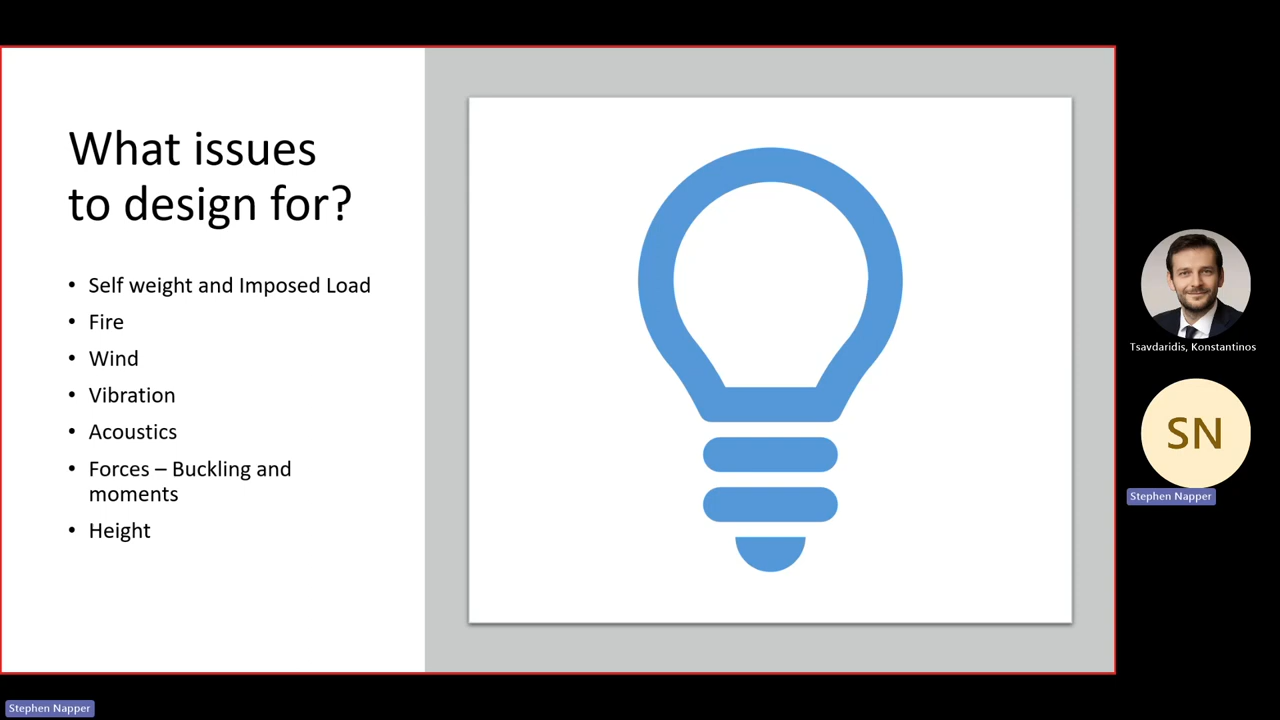 What issues
to design for?
• Self weight and Imposed Load
• Fire
• Wind
• Vibration
• Acoustics
• Forces – Buckling and
moments
• Height
Tsavdaridis, Konstantinos
SN
Stephen Napper
Stephen Napper